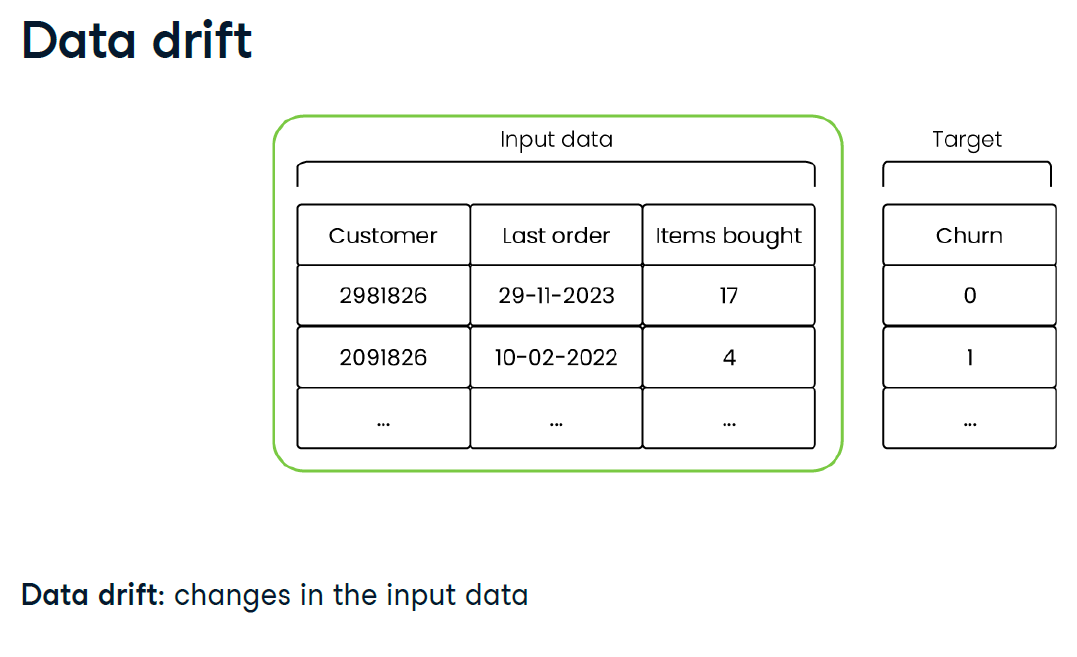 Data drift
Input data Target
Customer Last order Items bought Churn
2981826 29-11-2023 17 0
2091826 10-02-2022 4 1
... ... ... ...
Data drift: changes in the input data